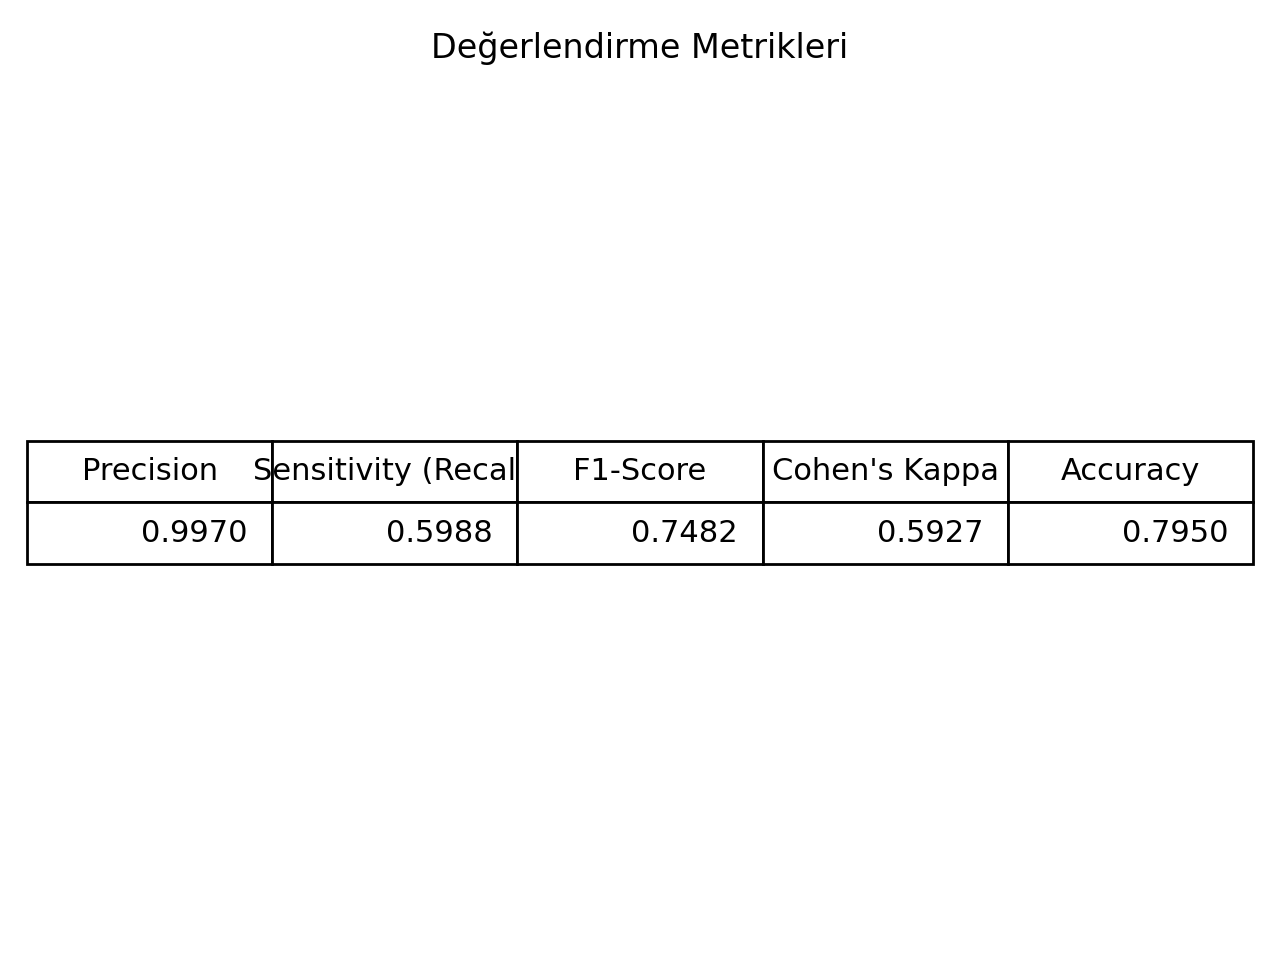 Değerlendirme Metrikleri
Precision Sensitivity (Recal F1-Score Cohen's Kappa Accuracy
0.9970 0.5988 0.7482 0.5927 0.7950